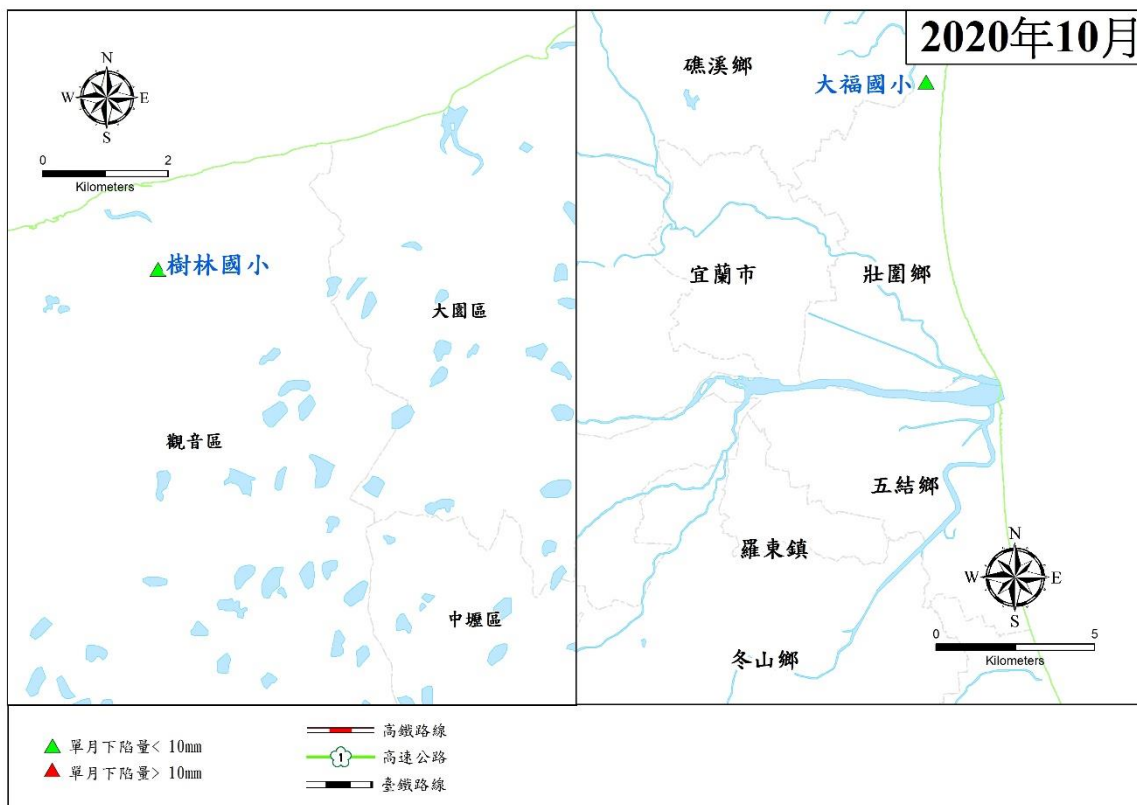 2020年10月
N
W E
S
0 2
Kilometers
樹林國小
大園區
觀音區
中壢區
礁溪鄉
大福國小
宜蘭市
壯圍鄉
五結鄉
羅東鎮
冬山鄉
N
W E
S
0 5
Kilometers
單月下陷量< 10mm
單月下陷量> 10mm
高鐵路線
1 高速公路
臺鐵路線